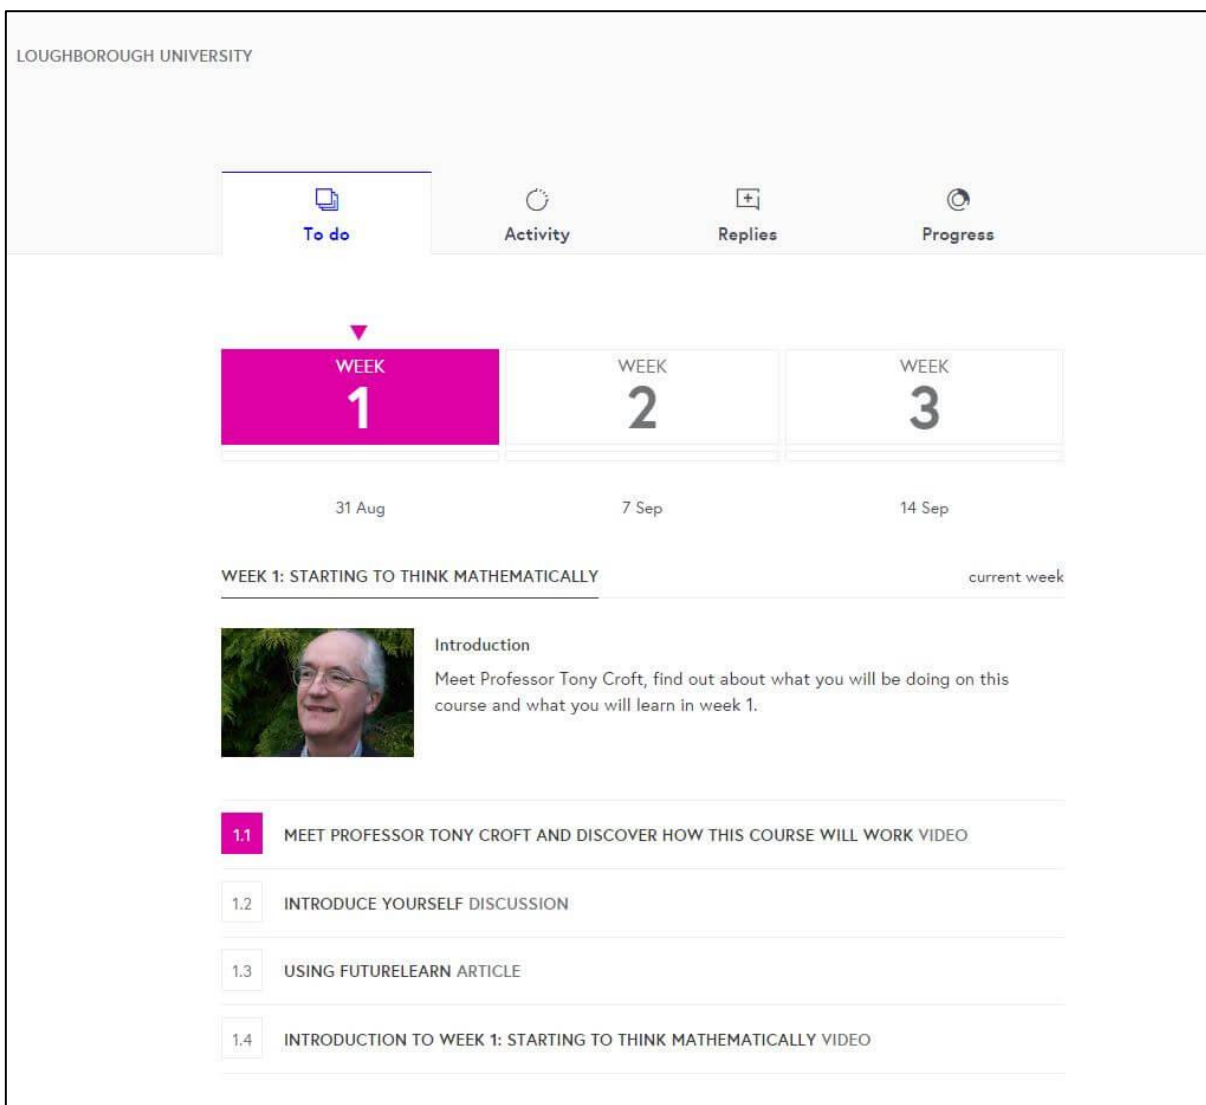 LOUGHBOROUGH UNIVERSITY
To do
Activity
Replies
Progress
WEEK
1
WEEK
2
WEEK
3
31 Aug
7 Sep
14 Sep
WEEK 1: STARTING TO THINK MATHEMATICALLY
current week
Introduction
Meet Professor Tony Croft, find out about what you will be doing on this
course and what you will learn in week 1.
1.1 MEET PROFESSOR TONY CROFT AND DISCOVER HOW THIS COURSE WILL WORK VIDEO
1.2 INTRODUCE YOURSELF DISCUSSION
1.3 USING FUTURELEARN ARTICLE
1.4 INTRODUCTION TO WEEK 1: STARTING TO THINK MATHEMATICALLY VIDEO